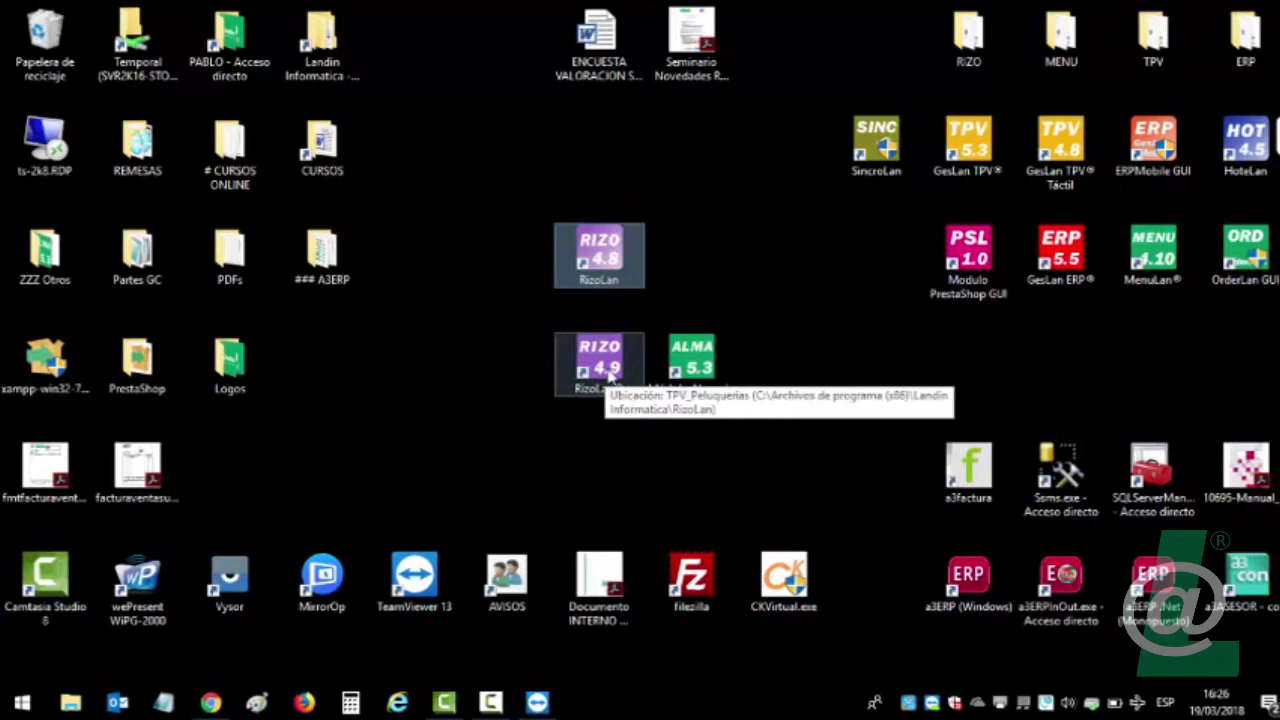 Papelera de
reciclaje
Temporal
(SVR2K16-STO...
PABLO - Acceso
directo
Landin
Informatica -...
ENCUESTA
VALORACION S...
Seminario
Novedades R...
RIZO
MENU
TPV
ERP
ts-2k8.RDP
REMESAS
# CURSOS
ONLINE
CURSOS
SINC
SincroLan
TPV
5.3
GesLan TPV®
TPV
4.8
GesLan TPV®
Táctil
ERP
ERPMobile GUI
HOT
4.5
HoteLan
ZZZ Otros
Partes GC
PDFs
### A3ERP
RIZO
4.8
RizoLan
PSL
1.0
Modulo
PrestaShop GUI
ERP
5.5
GesLan ERP®
MENU
4.10
MenuLan®
ORD
OrderLan GUI
xampp-win32-7...
PrestaShop
Logos
RIZO
4.9
ALMA
5.3
Ubicación: TPV_Peluquerias (C:\Archivos de programa (x86)\Landin
Informatica\RizoLan)
fmtfacturavent...
facturaventasu...
a3factura
Ssms.exe -
Acceso directo
SQLServerMan...
- Acceso directo
10695-Manual_
Camtasia Studio
8
wP
wePresent
WiPG-2000
Vysor
MirrorOp
TeamViewer 13
AVISOS
Documento
INTERNO ...
Fz
filezilla
CK
CKVirtual.exe
ERP
a3ERP (Windows)
a3ERPInOut.exe -
Acceso directo
ERP
a3ERP .Net
(Monopuesto)
a3
con
a3ASESOR - co
®
ESP
16:26
19/03/2018